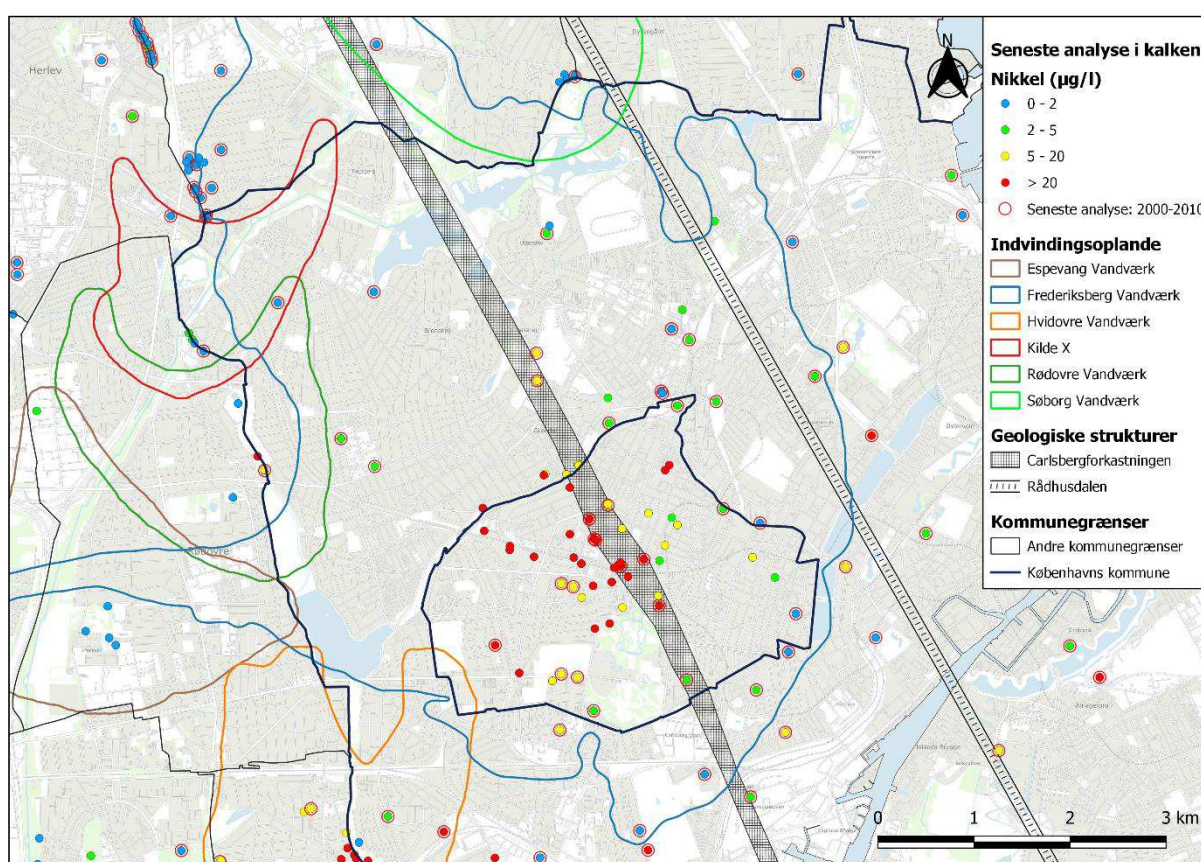 Seneste analyse i kalken
Nikkel (µg/l)
0 - 2
2 - 5
5 - 20
> 20
Seneste analyse: 2000-2010
Indvindingsoplande
Espevang Vandværk
Frederiksberg Vandværk
Hvidovre Vandværk
Kilde X
Rødovre Vandværk
Søborg Vandværk
Geologiske strukturer
Carlsbergforkastningen
Rådhusdalen
Kommunegrænser
Andre kommunegrænser
Københavns kommune
N
Herlev
Rødovre
0 1 2 3 km